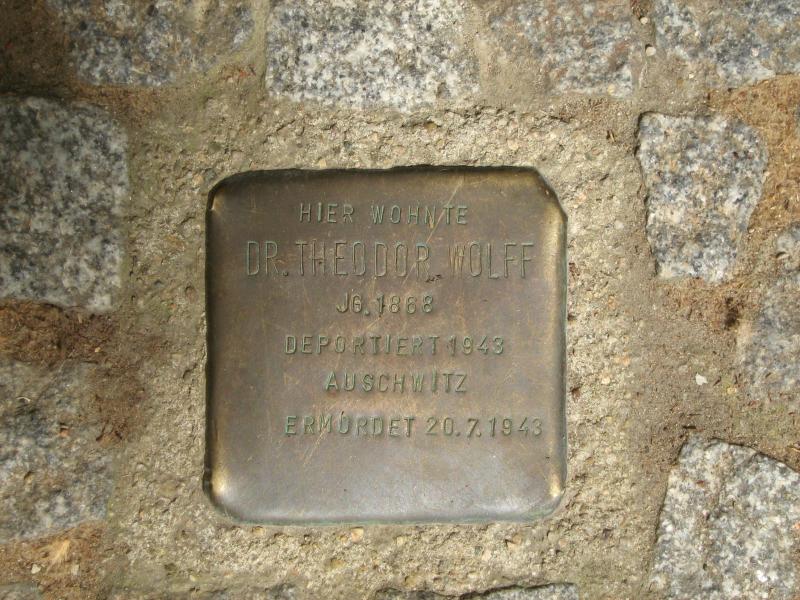 HIER WOHNTE
DR. THEODOR WOLFF
JG. 1868
DEPORTIERT 1943
AUSCHWITZ
ERMORDET 20.7.1943